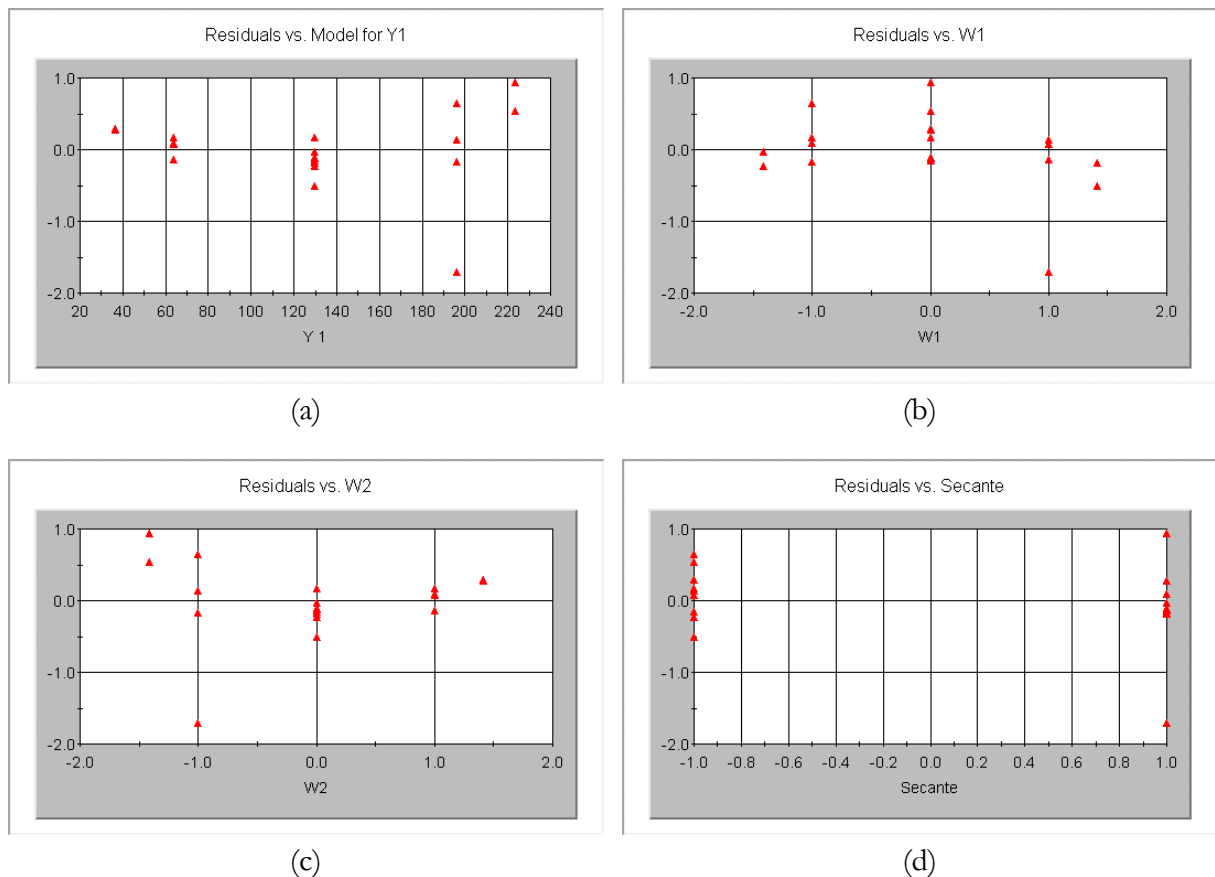 Residuals vs. Model for Y1
1.0
0.0
-1.0
-2.0
20 40 60 80 100 120 140 160 180 200 220 240
Y 1
(a)
Residuals vs. W1
1.0
0.0
-1.0
-2.0
-2.0 -1.0 0.0 1.0 2.0
W1
(b)
Residuals vs. W2
1.0
0.0
-1.0
-2.0
-2.0 -1.0 0.0 1.0 2.0
W2
(c)
Residuals vs. Secante
1.0
0.0
-1.0
-2.0
-1.0 -0.8 -0.6 -0.4 -0.2 0.0 0.2 0.4 0.6 0.8 1.0
Secante
(d)